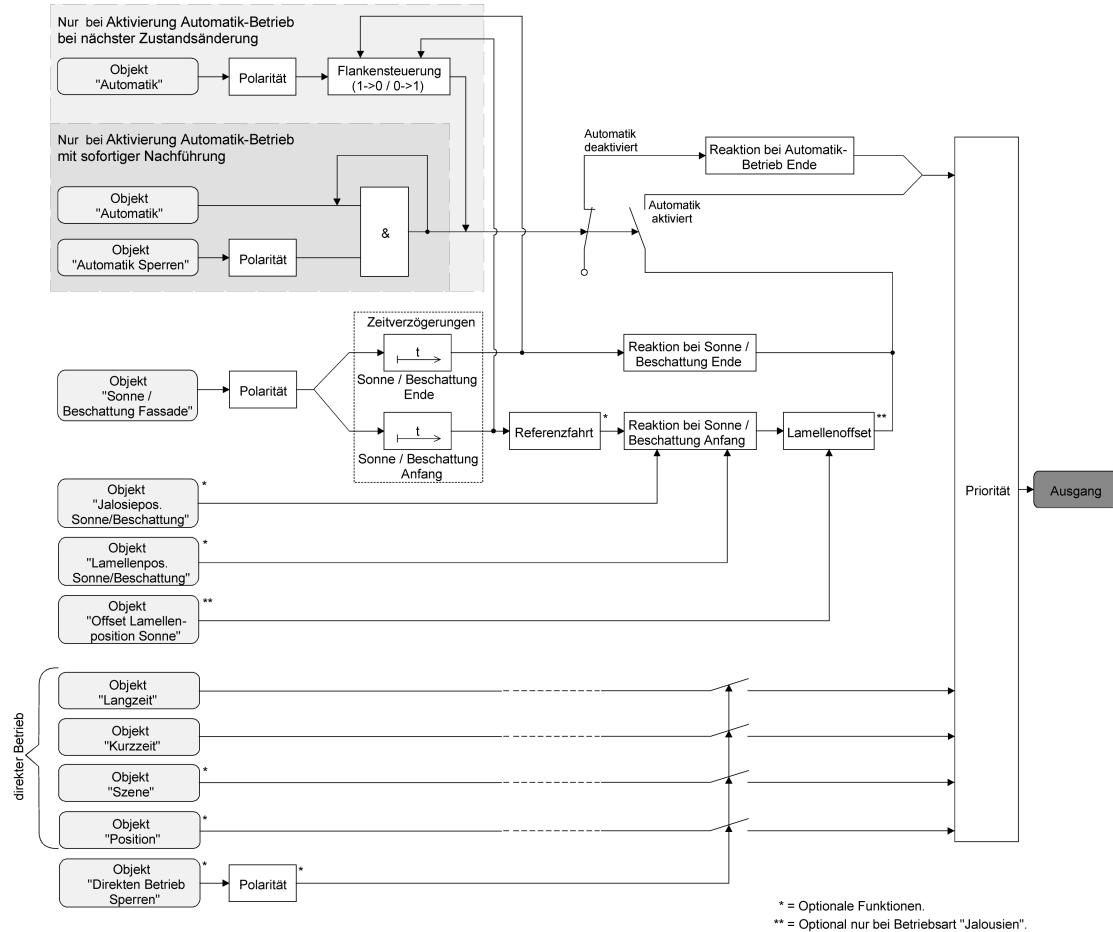 Nur bei Aktivierung Automatik-Betrieb
bei nächster Zustandsänderung
Objekt
"Automatik"
Polarität
Flankensteuerung
(1->0 / 0->1)
Nur bei Aktivierung Automatik-Betrieb
mit sofortiger Nachführung
Objekt
"Automatik"
Objekt
"Automatik Sperren"
Polarität
&
Automatik
deaktiviert
Reaktion bei Automatik-
Betrieb Ende
Automatik
aktiviert
Zeitverzögerungen
t
Sonne / Beschattung
Ende
Reaktion bei Sonne /
Beschattung Ende
Objekt
"Sonne /
Beschattung Fassade"
Polarität
t
Sonne / Beschattung
Anfang
Referenzfahrt
*
Reaktion bei Sonne /
Beschattung Anfang
Lamellenoffset
**
Objekt
"Jalosiepos.
Sonne/Beschattung"
*
Objekt
"Lamellenpos.
Sonne/Beschattung"
*
Objekt
"Offset Lamellen-
position Sonne"
**
Priorität
Ausgang
direkter Betrieb
Objekt
"Langzeit"
Objekt
"Kurzzeit"
Objekt
"Szene"
*
Objekt
"Position"
*
Objekt
"Direkten Betrieb
Sperren"
*
Polarität
*
* = Optionale Funktionen.
** = Optional nur bei Betriebsart "Jalousien".